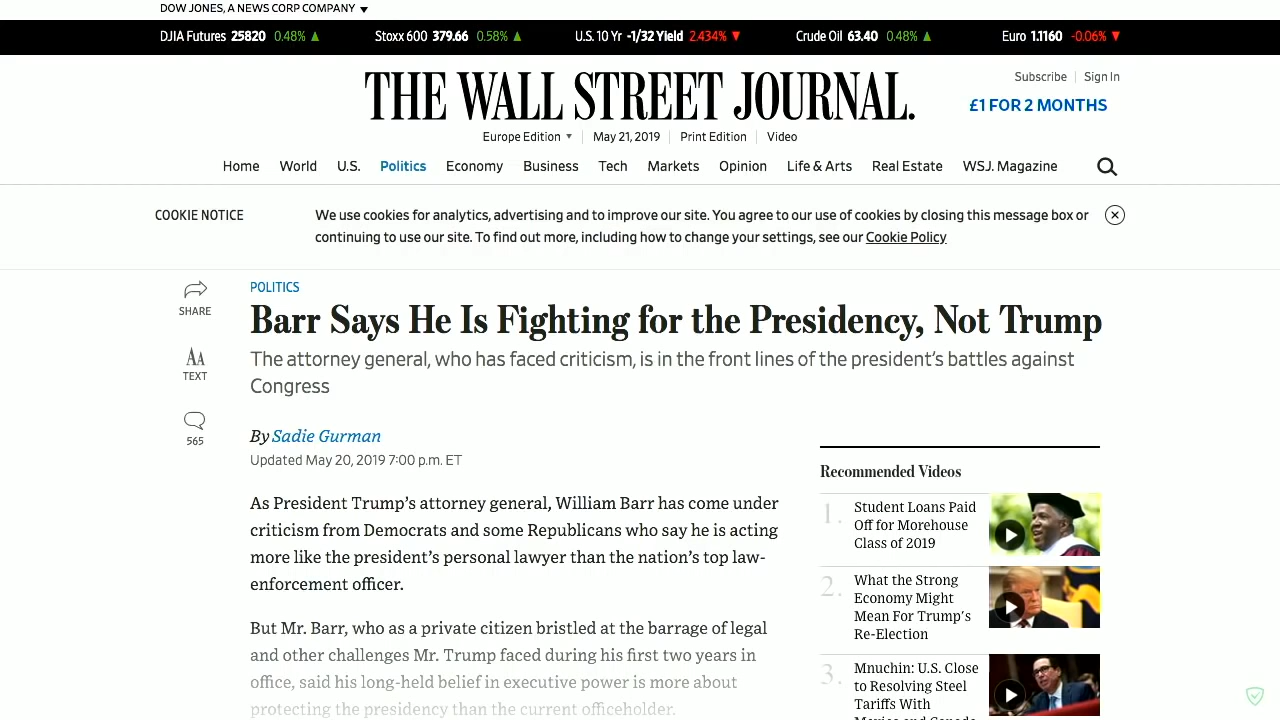 DOW JONES, A NEWS CORP COMPANY
DJIA Futures 25820 0.48% Stoxx 600 379.66 0.58% U.S. 10 Yr -1/32 Yield 2.434% Crude Oil 63.40 0.48% Euro 1.1160 -0.06%
Subscribe Sign In
THE WALL STREET JOURNAL.
£1 FOR 2 MONTHS
Europe Edition May 21, 2019 Print Edition Video
Home World U.S. Politics Economy Business Tech Markets Opinion Life & Arts Real Estate WSJ. Magazine
COOKIE NOTICE
We use cookies for analytics, advertising and to improve our site. You agree to our use of cookies by closing this message box or
continuing to use our site. To find out more, including how to change your settings, see our Cookie Policy
SHARE
AA
TEXT
565
POLITICS
Barr Says He Is Fighting for the Presidency, Not Trump
The attorney general, who has faced criticism, is in the front lines of the president's battles against
Congress
By Sadie Gurman
Updated May 20, 2019 7:00 p.m. ET
As President Trump's attorney general, William Barr has come under
criticism from Democrats and some Republicans who say he is acting
more like the president's personal lawyer than the nation's top law-
enforcement officer.
But Mr. Barr, who as a private citizen bristled at the barrage of legal
and other challenges Mr. Trump faced during his first two years in
office, said his long-held belief in executive power is more about
protecting the presidency than the current officeholder.
Recommended Videos
1. Student Loans Paid
Off for Morehouse
Class of 2019
2. What the Strong
Economy Might
Mean For Trump's
Re-Election
3. Mnuchin: U.S. Close
to Resolving Steel
Tariffs With
Mexico and Canada